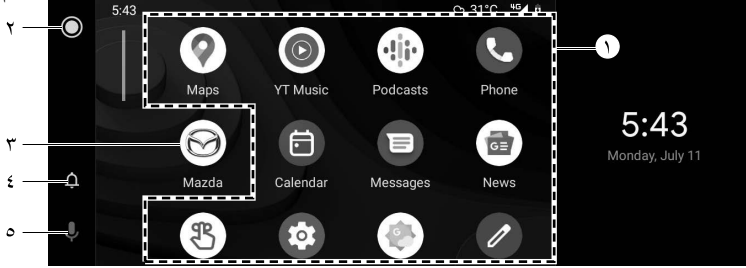 5:43 31°C 4G
٢
١
Maps YT Music Podcasts Phone
5:43
Monday, July 11
٣
Mazda Calendar Messages News
٤
٥